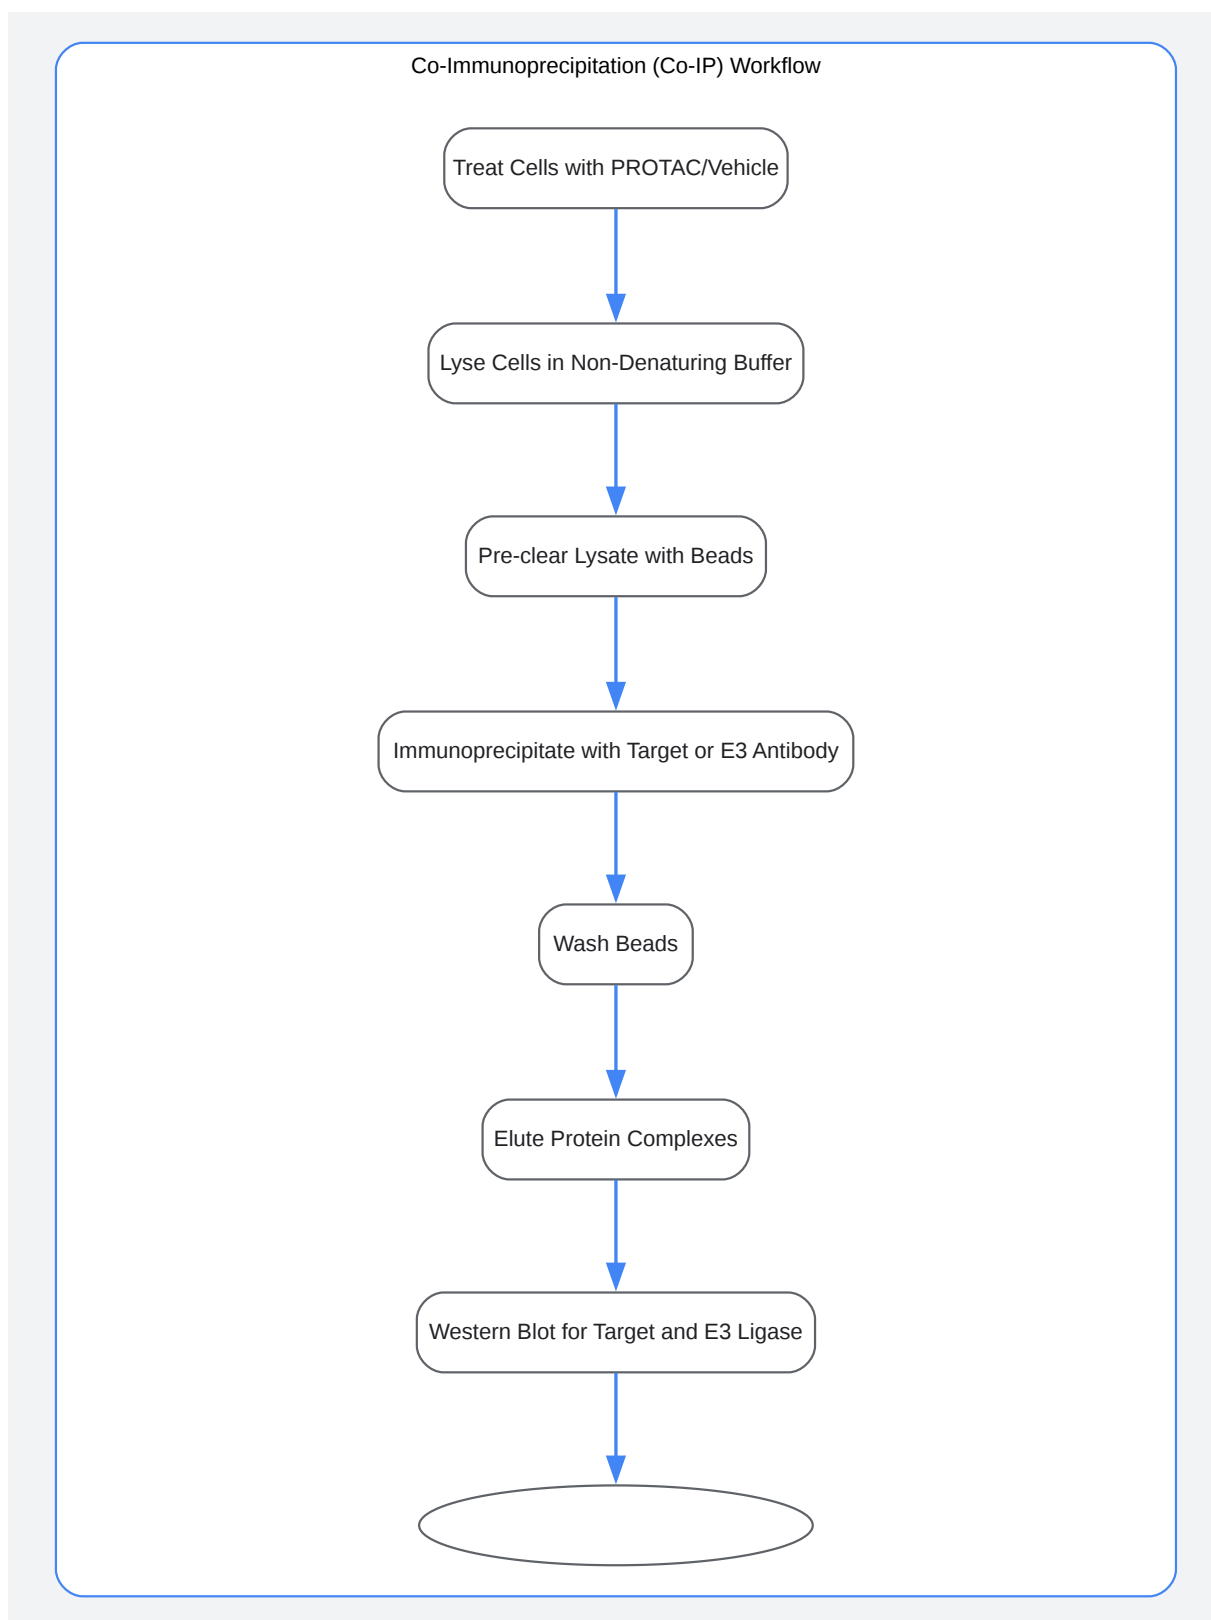 Co-Immunoprecipitation (Co-IP) Workflow
Treat Cells with PROTAC/Vehicle
Lyse Cells in Non-Denaturing Buffer
Pre-clear Lysate with Beads
Immunoprecipitate with Target or E3 Antibody
Wash Beads
Elute Protein Complexes
Western Blot for Target and E3 Ligase